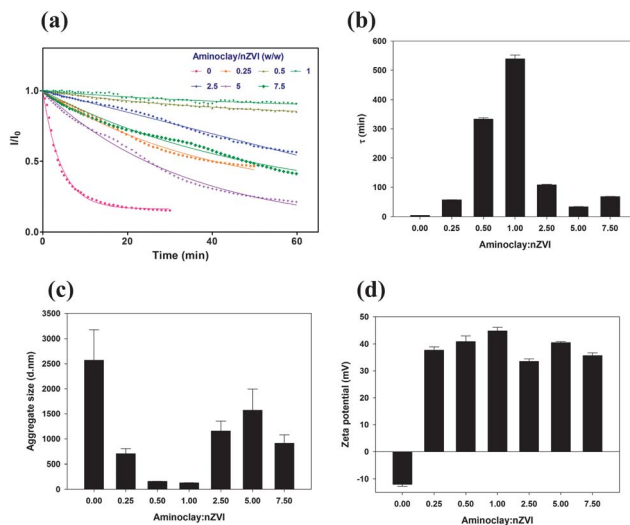 (a)
Aminoclay/nZVI (w/w)
0 0.25 0.5 1
2.5 5 7.5
I/I0
1.0
0.5
0.0
0 20 40 60
Time (min)
(b)
τ (min)
600
500
400
300
200
100
0
0.00 0.25 0.50 1.00 2.50 5.00 7.50
Aminoclay:nZVI
(c)
Aggregate size (d.nm)
3500
3000
2500
2000
1500
1000
500
0
0.00 0.25 0.50 1.00 2.50 5.00 7.50
Aminoclay:nZVI
(d)
Zeta potential (mV)
60
50
40
30
20
10
0
-10
0.00 0.25 0.50 1.00 2.50 5.00 7.50
Aminoclay:nZVI